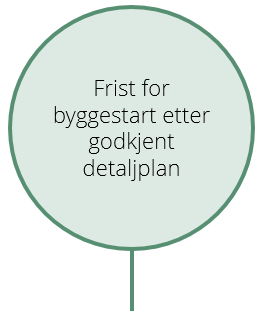 Frist for
byggestart etter
godkjent
detaljplan